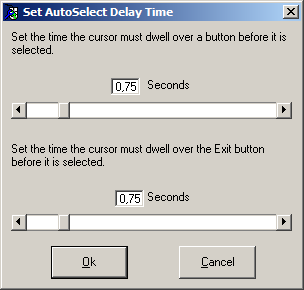 Set AutoSelect Delay Time
Set the time the cursor must dwell over a button before it is
selected.
0,75 Seconds
Set the time the cursor must dwell over the Exit button
before it is selected.
0,75 Seconds
Ok Cancel